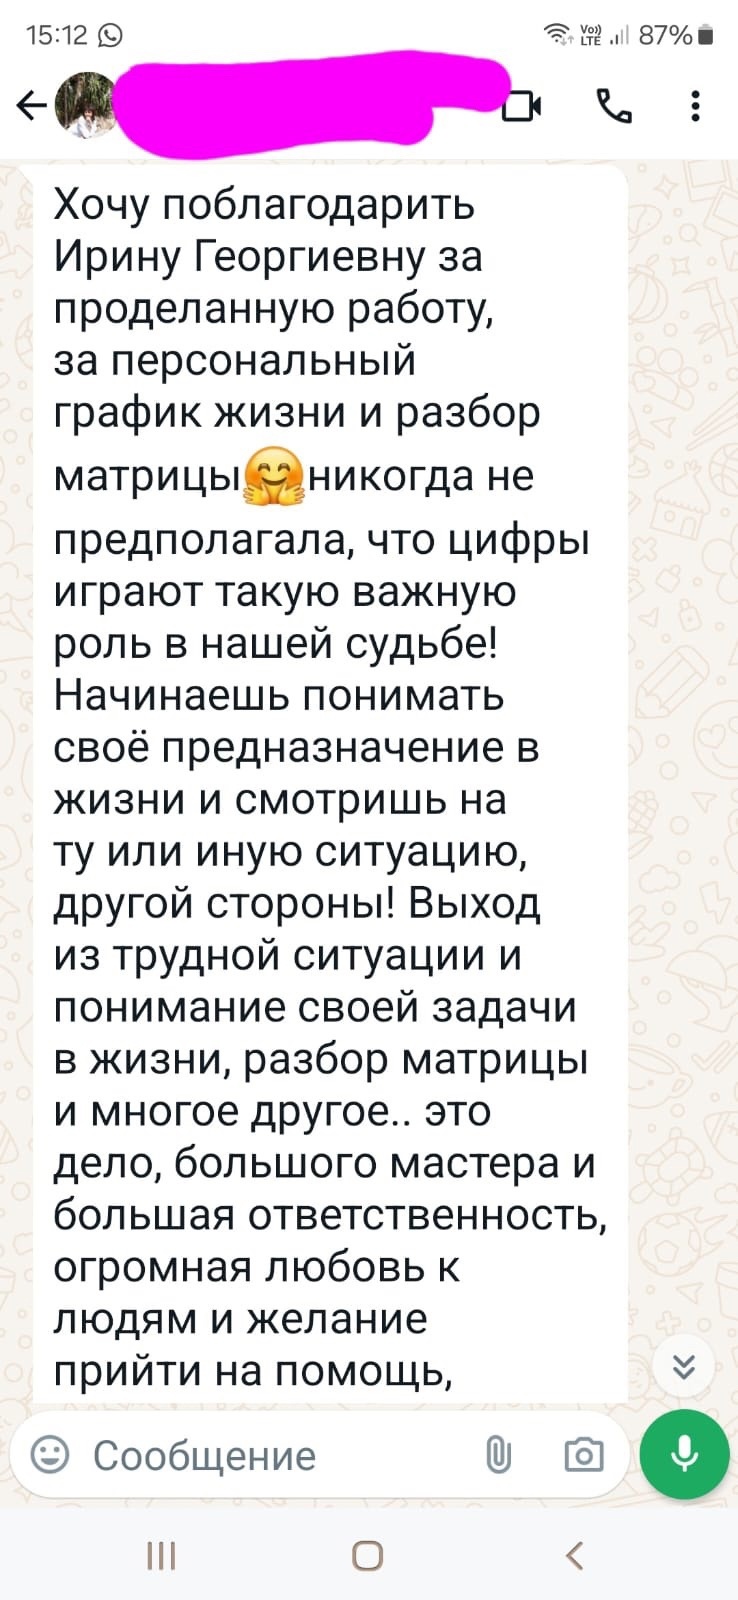 15:12 Vo)) LTE 87%
Хочу поблагодарить
Ирину Георгиевну за
проделанную работу,
за персональный
график жизни и разбор
матрицы🤗никогда не
предполагала, что цифры
играют такую важную
роль в нашей судьбе!
Начинаешь понимать
своё предназначение в
жизни и смотришь на
ту или иную ситуацию,
другой стороны! Выход
из трудной ситуации и
понимание своей задачи
в жизни, разбор матрицы
и многое другое.. это
дело, большого мастера и
большая ответственность,
огромная любовь к
людям и желание
прийти на помощь,
Сообщение